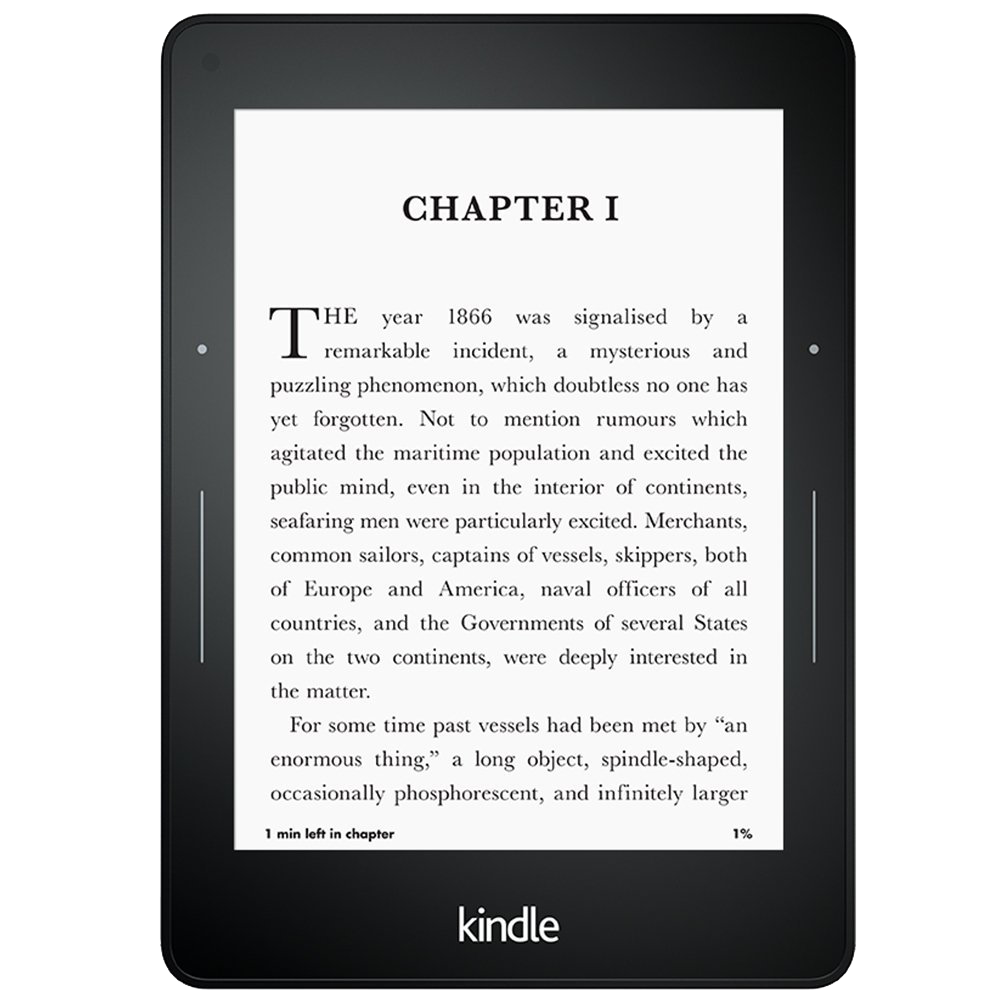 CHAPTER I
THE year 1866 was signalised by a
remarkable incident, a mysterious and
puzzling phenomenon, which doubtless no one has
yet forgotten. Not to mention rumours which
agitated the maritime population and excited the
public mind, even in the interior of continents,
seafaring men were particularly excited. Merchants,
common sailors, captains of vessels, skippers, both
of Europe and America, naval officers of all
countries, and the Governments of several States
on the two continents, were deeply interested in
the matter.
For some time past vessels had been met by “an
enormous thing,” a long object, spindle-shaped,
occasionally phosphorescent, and infinitely larger
1 min left in chapter 1%
kindle